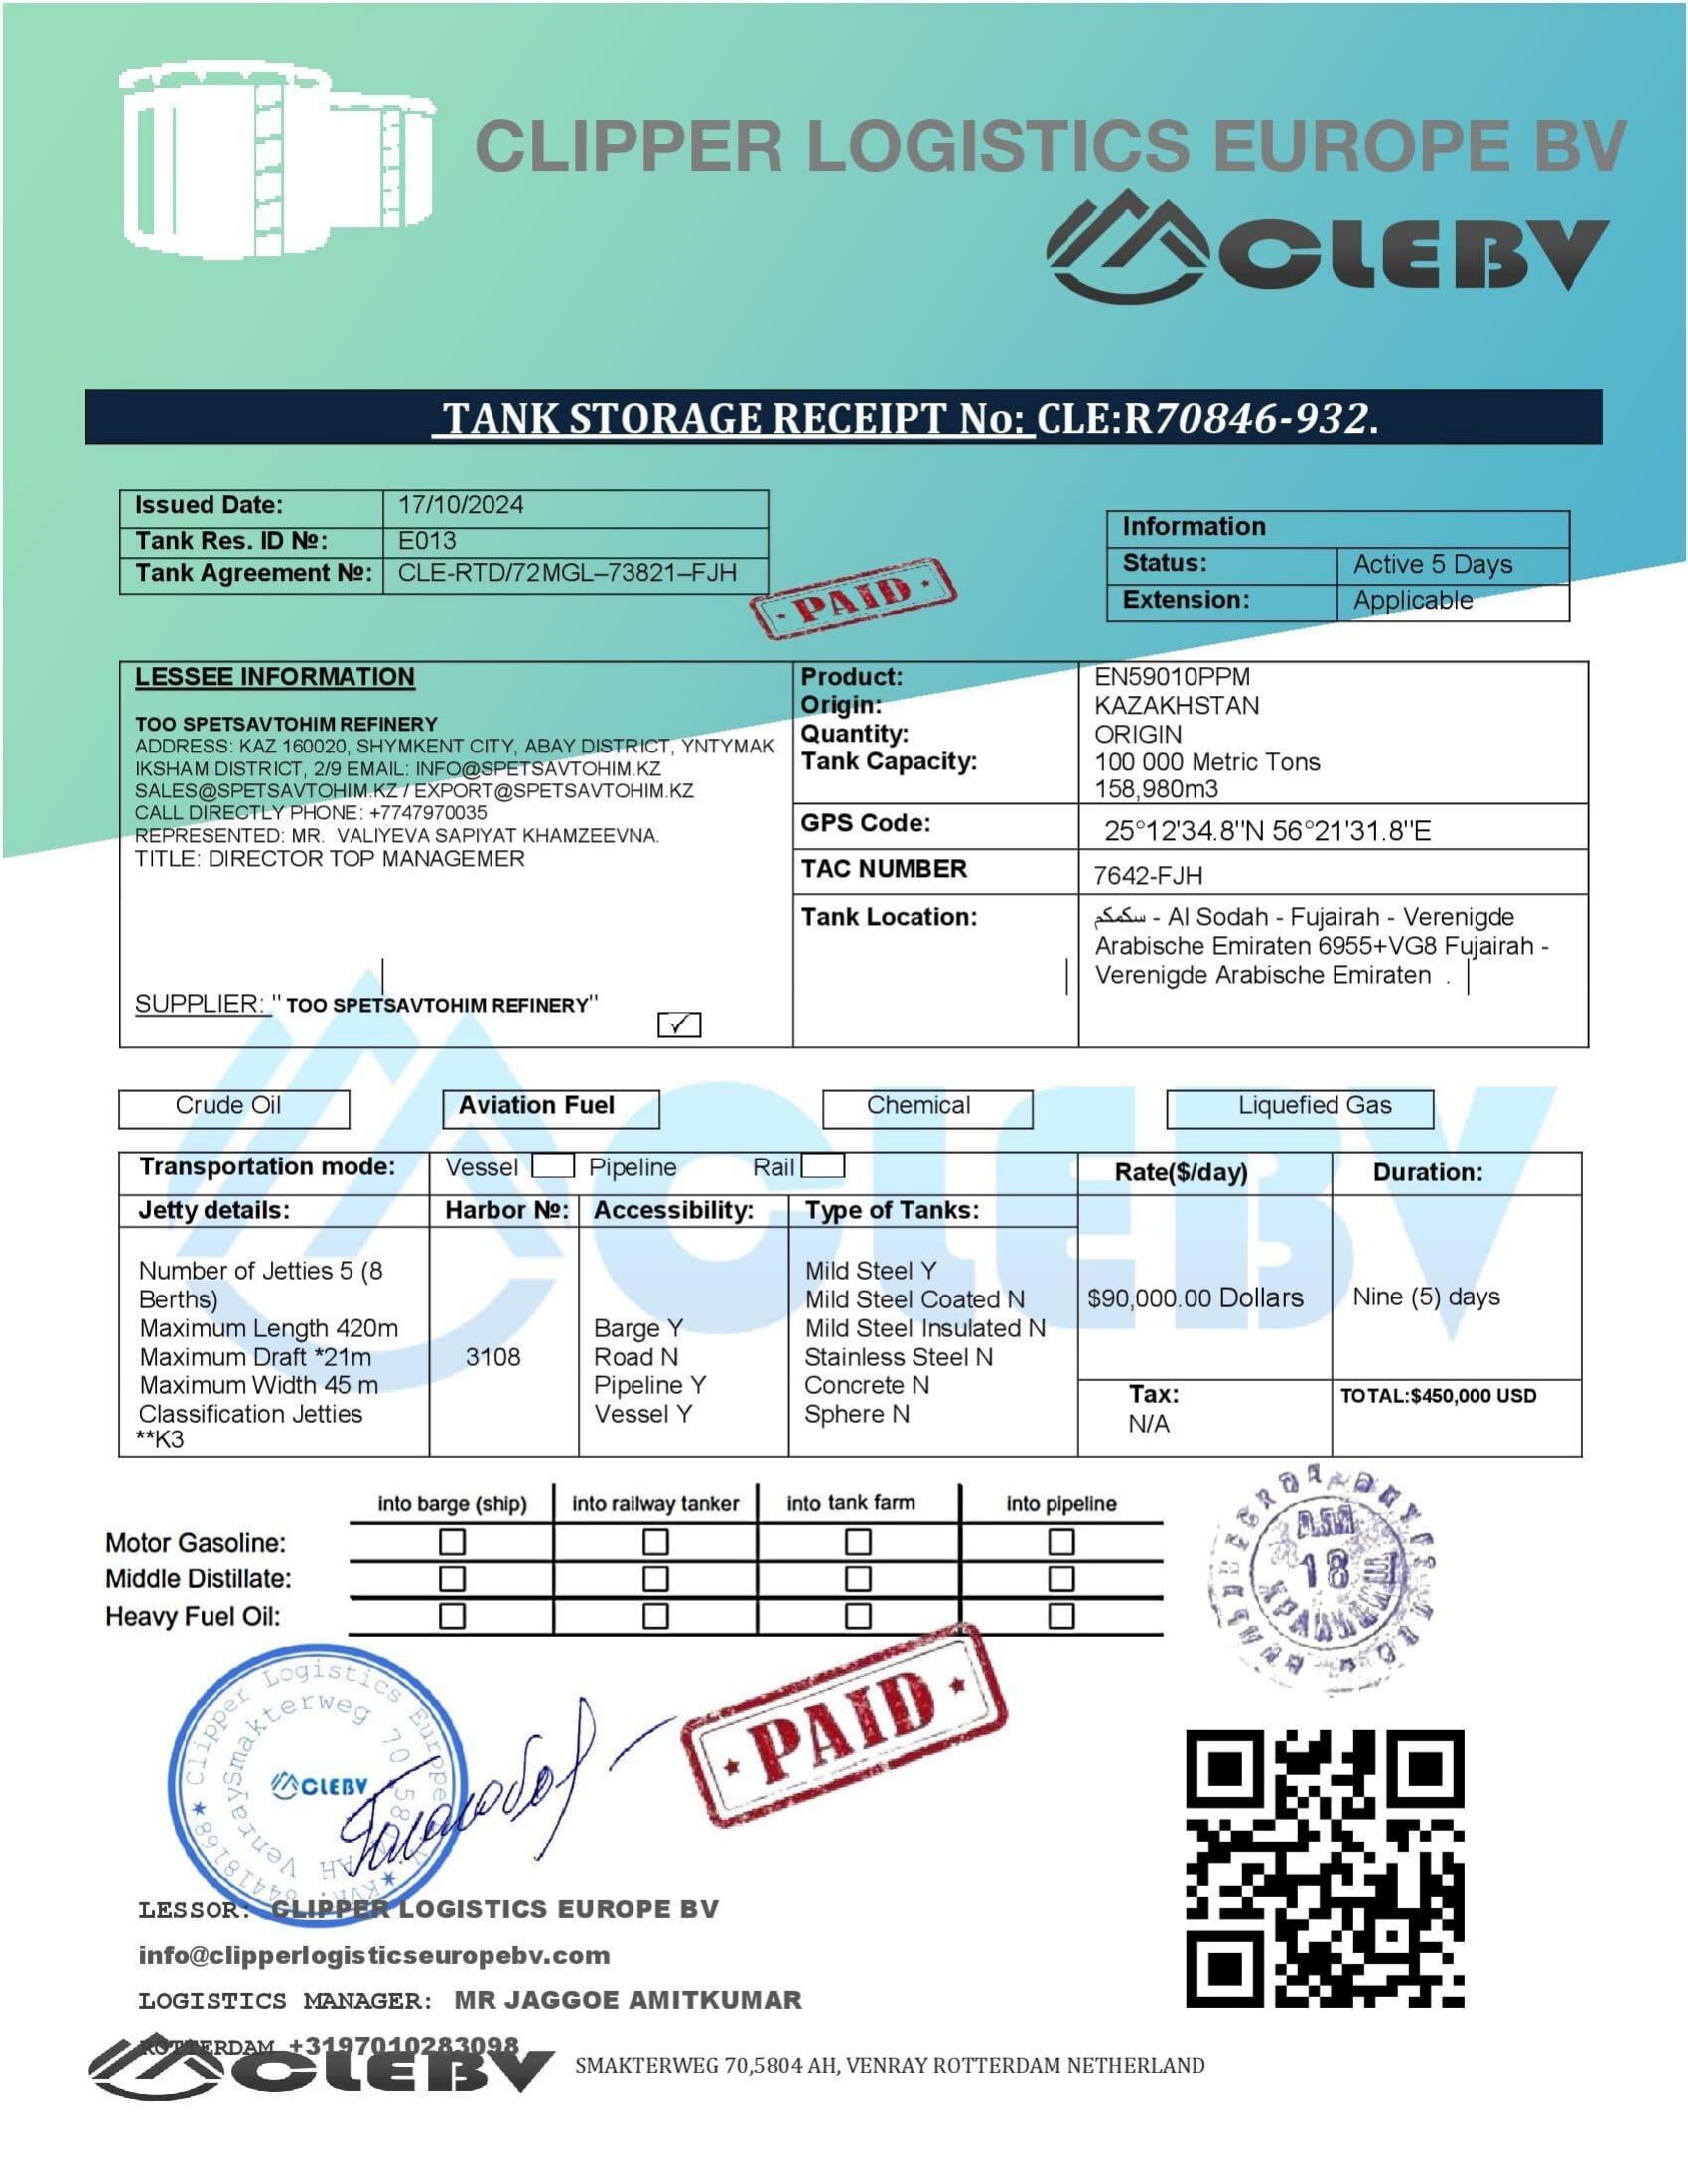 CLIPPER LOGISTICS EUROPE BV
CLEBV
TANK STORAGE RECEIPT No: CLE:R70846-932.
Issued Date: 17/10/2024
Tank Res. ID №: E013
Tank Agreement №: CLE-RTD/72MGL–73821–FJH
PAID
Information
Status: Active 5 Days
Extension: Applicable
LESSEE INFORMATION
TOO SPETSAVTOHIM REFINERY
ADDRESS: KAZ 160020, SHYMKENT CITY, ABAY DISTRICT, YNTYMAK
IKSHAM DISTRICT, 2/9 EMAIL: INFO@SPETSAVTOHIM.KZ
SALES@SPETSAVTOHIM.KZ / EXPORT@SPETSAVTOHIM.KZ
CALL DIRECTLY PHONE: +7747970035
REPRESENTED: MR. VALIYEVA SAPIYAT KHAMZEEVNA.
TITLE: DIRECTOR TOP MANAGEMER
SUPPLIER: " TOO SPETSAVTOHIM REFINERY"
Product: EN59010PPM
Origin: KAZAKHSTAN
Quantity: ORIGIN
Tank Capacity: 100 000 Metric Tons
158,980m3
GPS Code: 25°12'34.8"N 56°21'31.8"E
TAC NUMBER 7642-FJH
Tank Location: سكمكم - Al Sodah - Fujairah - Verenigde
Arabische Emiraten 6955+VG8 Fujairah -
Verenigde Arabische Emiraten .
Crude Oil Aviation Fuel Chemical Liquefied Gas
CLEBV
Transportation mode: Vessel Pipeline Rail Rate($/day) Duration:
Jetty details: Harbor №: Accessibility: Type of Tanks:
Number of Jetties 5 (8
Berths)
Maximum Length 420m
Maximum Draft *21m
Maximum Width 45 m
Classification Jetties
**K3
3108
Barge Y
Road N
Pipeline Y
Vessel Y
Mild Steel Y
Mild Steel Coated N
Mild Steel Insulated N
Stainless Steel N
Concrete N
Sphere N
$90,000.00 Dollars
Nine (5) days
Tax:
N/A
TOTAL:$450,000 USD
into barge (ship) into railway tanker into tank farm into pipeline
Motor Gasoline:
Middle Distillate:
Heavy Fuel Oil:
18
Clipper Logistics Europe
Smakterweg 70 58 AH Venray
CLEBV
PAID
LESSOR: CLIPPER LOGISTICS EUROPE BV
info@clipperlogisticseuropebv.com
LOGISTICS MANAGER: MR JAGGOE AMITKUMAR
ROTTERDAM +3197010283098
CLEBV
SMAKTERWEG 70,5804 AH, VENRAY ROTTERDAM NETHERLAND